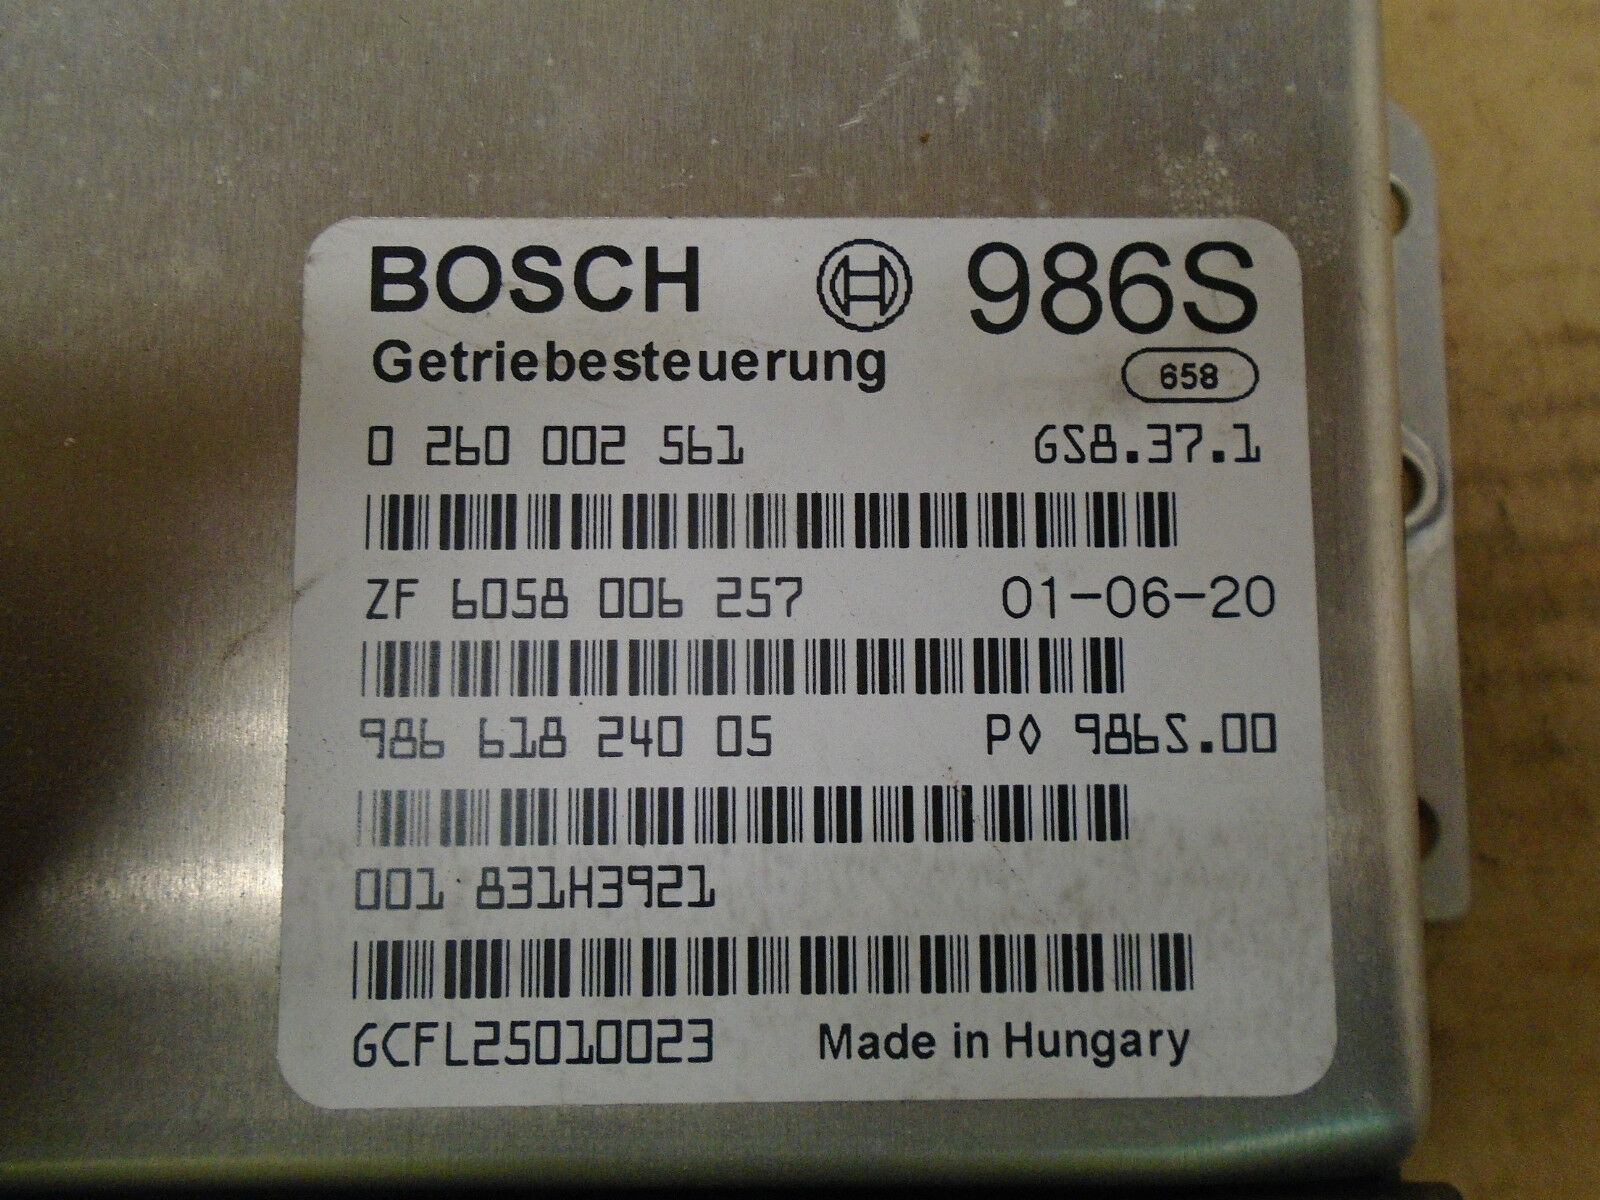 BOSCH 986S
Getriebesteuerung 658
0 260 002 561 GS8.37.1
ZF 6058 006 257 01-06-20
986 618 240 05 P◊ 986S.00
001 831H3921
GCFL25010023 Made in Hungary